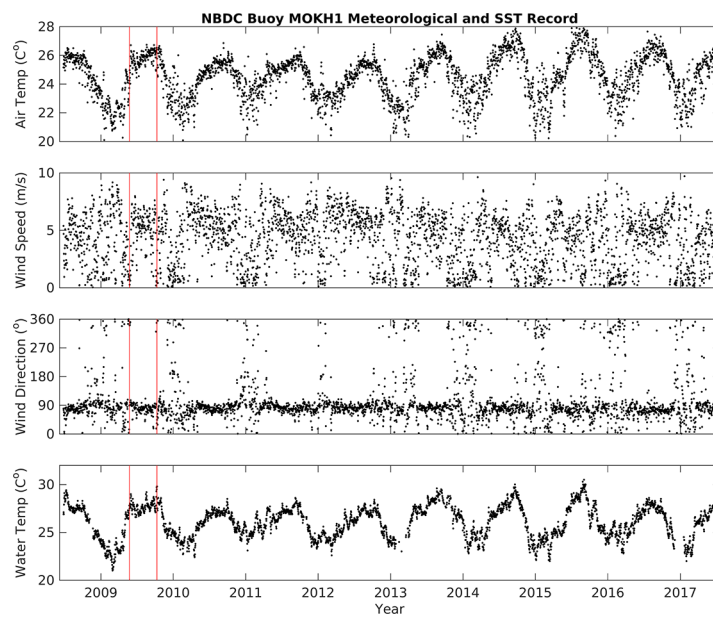 NBDC Buoy MOKH1 Meteorological and SST Record
Air Temp (C°)
28
26
24
22
20
Wind Speed (m/s)
10
5
0
Wind Direction (°)
360
270
180
90
0
Water Temp (C°)
30
25
20
2009 2010 2011 2012 2013 2014 2015 2016 2017
Year